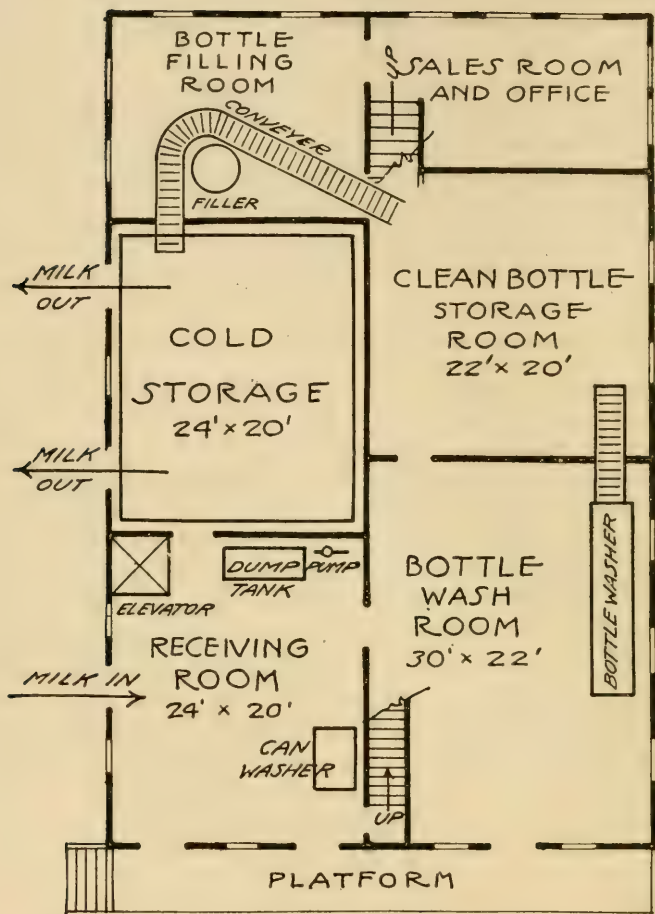 BOTTLE
FILLING
ROOM
UP
SALES ROOM
AND OFFICE
CONVEYER
FILLER
MILK
OUT
COLD
STORAGE
24' × 20'
CLEAN BOTTLE
STORAGE
ROOM
22' × 20'
MILK
OUT
ELEVATOR
DUMP
TANK
PUMP
BOTTLE
WASH
ROOM
30' × 22'
BOTTLE WASHER
RECEIVING
ROOM
24' × 20'
MILK IN
CAN
WASHER
UP
PLATFORM